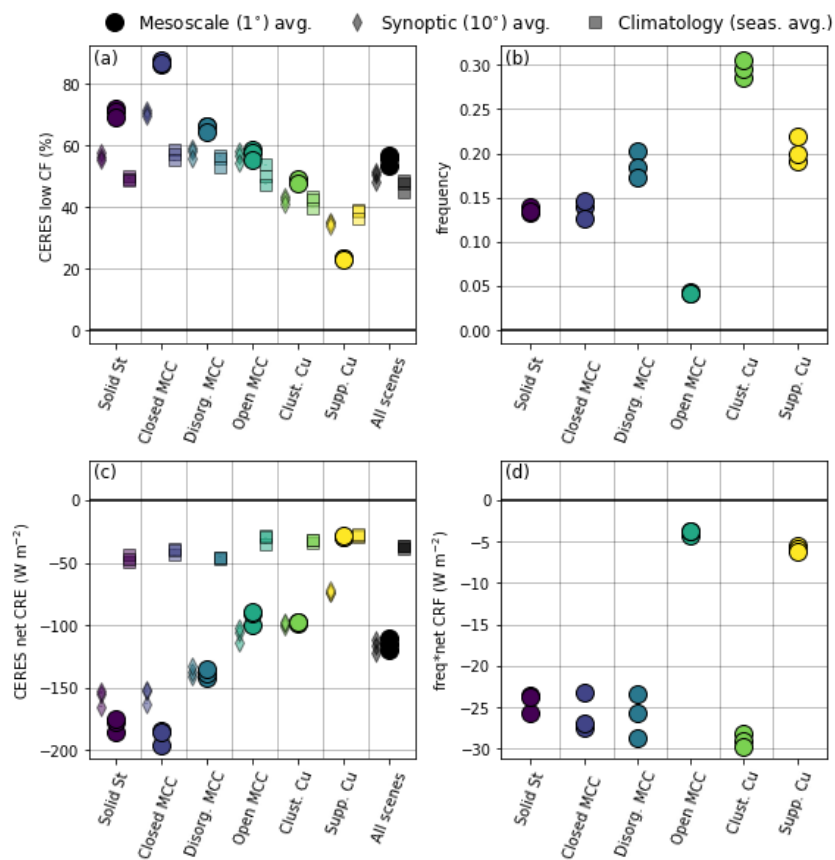 Mesoscale (1°) avg. Synoptic (10°) avg. Climatology (seas. avg.)
(a)
CERES low CF (%)
80
60
40
20
0
Solid St
Closed MCC
Disorg. MCC
Open MCC
Clust. Cu
Supp. Cu
All scenes
(b)
frequency
0.30
0.25
0.20
0.15
0.10
0.05
0.00
Solid St
Closed MCC
Disorg. MCC
Open MCC
Clust. Cu
Supp. Cu
(c)
CERES net CRE (W m⁻²)
0
−50
−100
−150
−200
Solid St
Closed MCC
Disorg. MCC
Open MCC
Clust. Cu
Supp. Cu
All scenes
(d)
freq*net CRF (W m⁻²)
0
−5
−10
−15
−20
−25
−30
Solid St
Closed MCC
Disorg. MCC
Open MCC
Clust. Cu
Supp. Cu